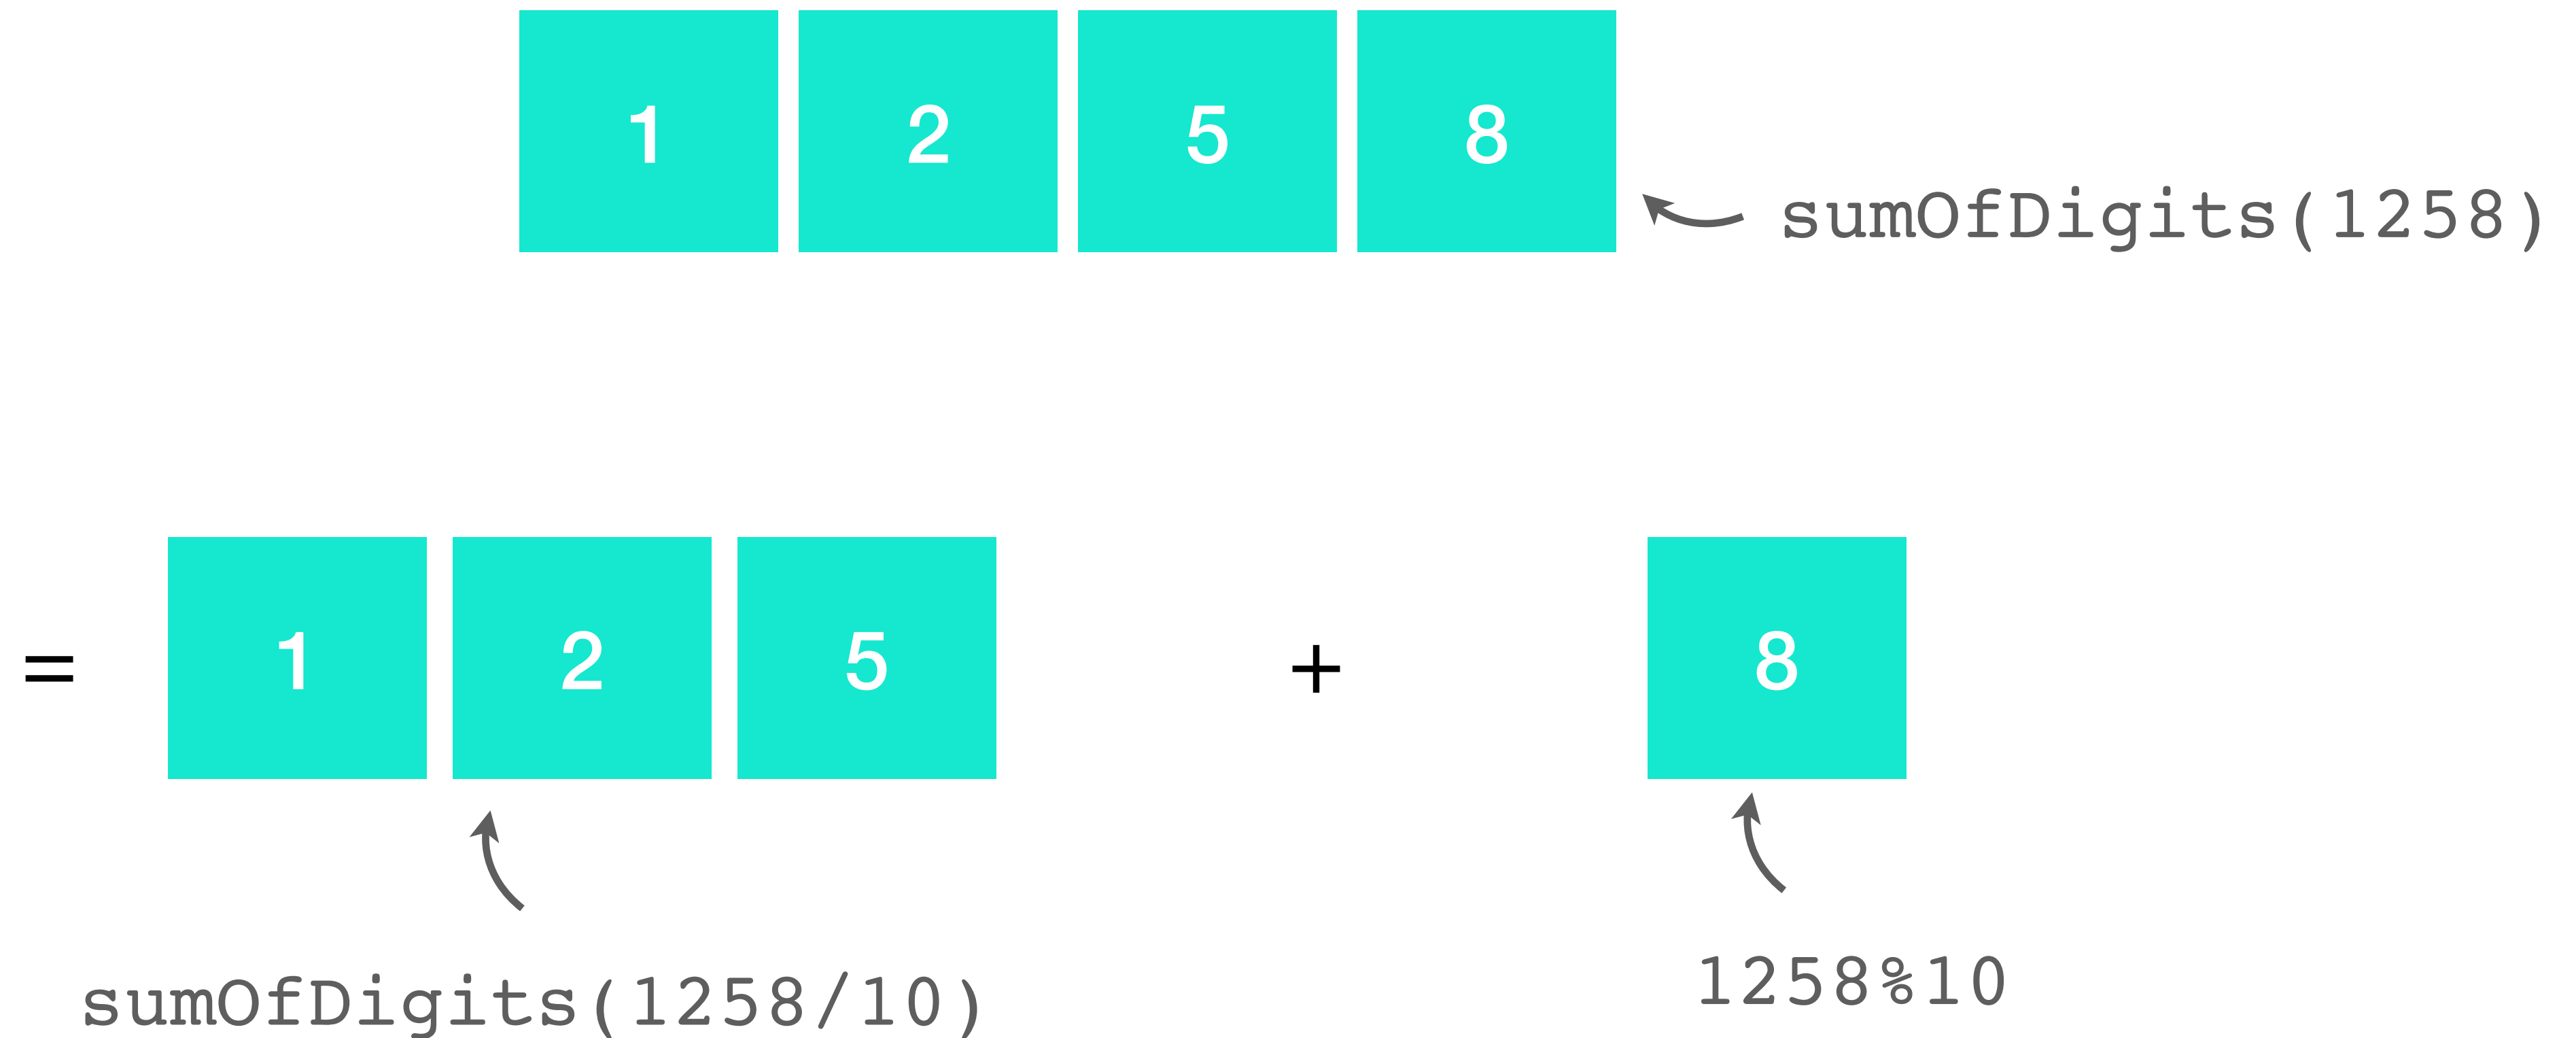 1 2 5 8
sumOfDigits(1258)
= 1 2 5 + 8
sumOfDigits(1258/10)
1258%10